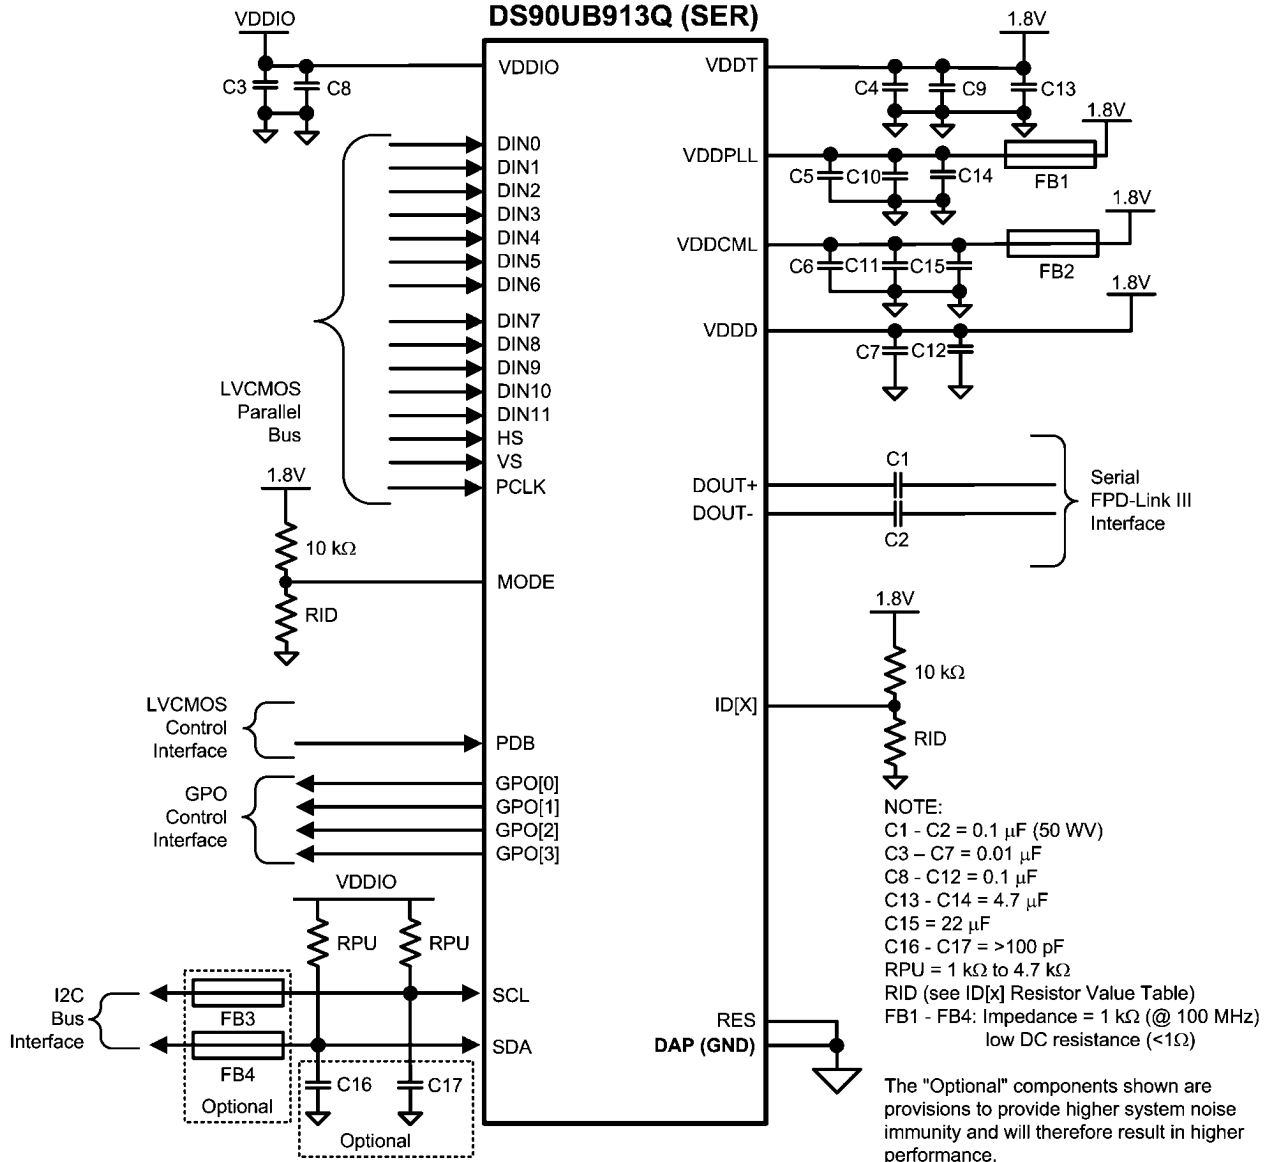 DS90UB913Q (SER)
VDDIO
C3
C8
VDDIO
DIN0
DIN1
DIN2
DIN3
DIN4
DIN5
DIN6
DIN7
DIN8
DIN9
DIN10
DIN11
HS
VS
PCLK
LVCMOS
Parallel
Bus
1.8V
10 kΩ
RID
MODE
LVCMOS
Control
Interface
PDB
GPO
Control
Interface
GPO[0]
GPO[1]
GPO[2]
GPO[3]
VDDIO
RPU
RPU
I2C
Bus
Interface
FB3
FB4
Optional
SCL
SDA
C16
C17
Optional
1.8V
VDDT
C4
C9
C13
1.8V
VDDPLL
C5
C10
C14
FB1
1.8V
VDDCML
C6
C11
C15
FB2
1.8V
VDDD
C7
C12
DOUT+
DOUT-
C1
C2
Serial
FPD-Link III
Interface
1.8V
10 kΩ
ID[X]
RID
RES
DAP (GND)
NOTE:
C1 - C2 = 0.1 μF (50 WV)
C3 – C7 = 0.01 μF
C8 - C12 = 0.1 μF
C13 - C14 = 4.7 μF
C15 = 22 μF
C16 - C17 = >100 pF
RPU = 1 kΩ to 4.7 kΩ
RID (see ID[x] Resistor Value Table)
FB1 - FB4: Impedance = 1 kΩ (@ 100 MHz)
low DC resistance (<1Ω)
The "Optional" components shown are
provisions to provide higher system noise
immunity and will therefore result in higher
performance.